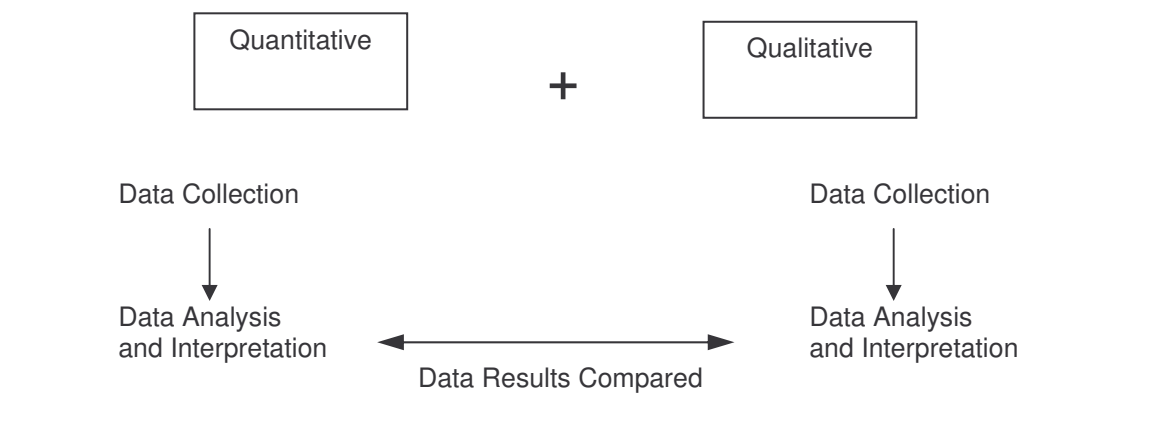 Quantitative
+
Qualitative
Data Collection
Data Collection
Data Analysis
and Interpretation
Data Analysis
and Interpretation
Data Results Compared